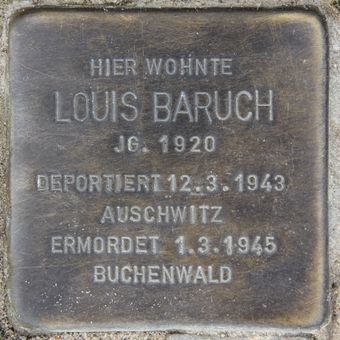 HIER WOHNTE
LOUIS BARUCH
JG. 1920
DEPORTIERT 12.3.1943
AUSCHWITZ
ERMORDET 1.3.1945
BUCHENWALD